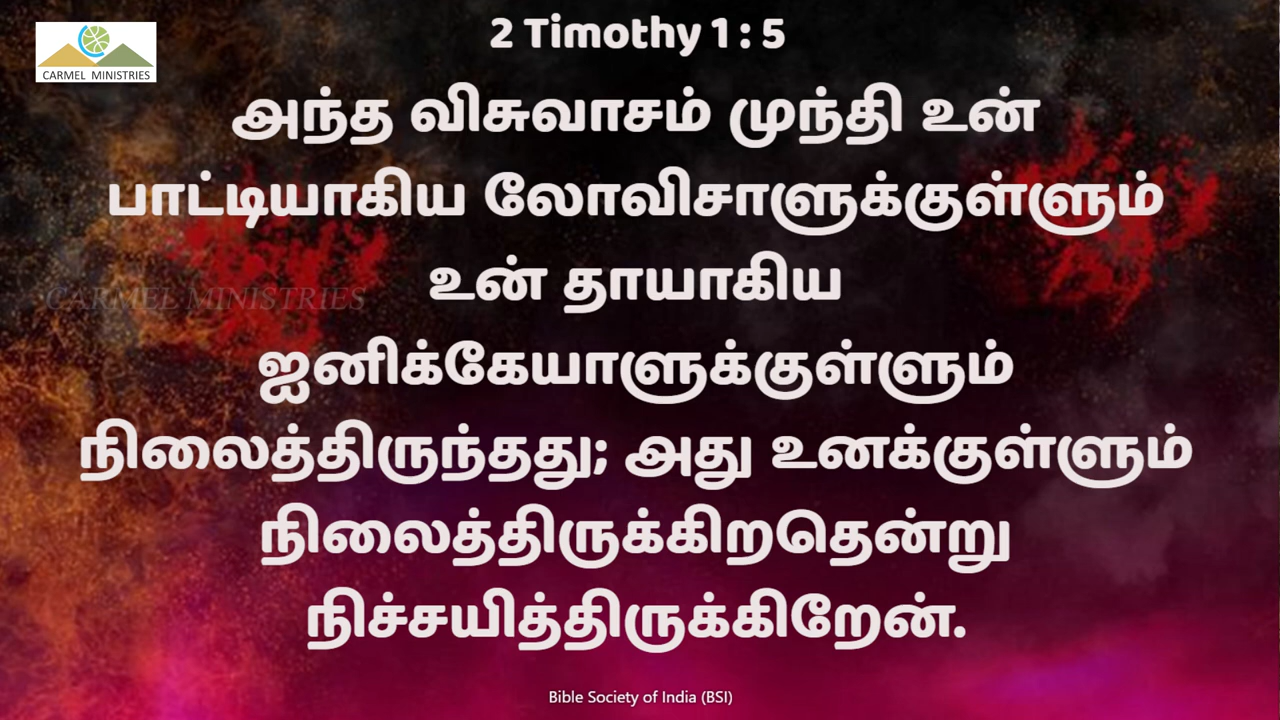 CARMEL MINISTRIES
2 Timothy 1 : 5
அந்த விசுவாசம் முந்தி உன்
பாட்டியாகிய லோவிசாளுக்குள்ளும்
உன் தாயாகிய
CARMEL MINISTRIES
ஐனிக்கேயாளுக்குள்ளும்
நிலைத்திருந்தது; அது உனக்குள்ளும்
நிலைத்திருக்கிறதென்று
நிச்சயித்திருக்கிறேன்.
Bible Society of India (BSI)